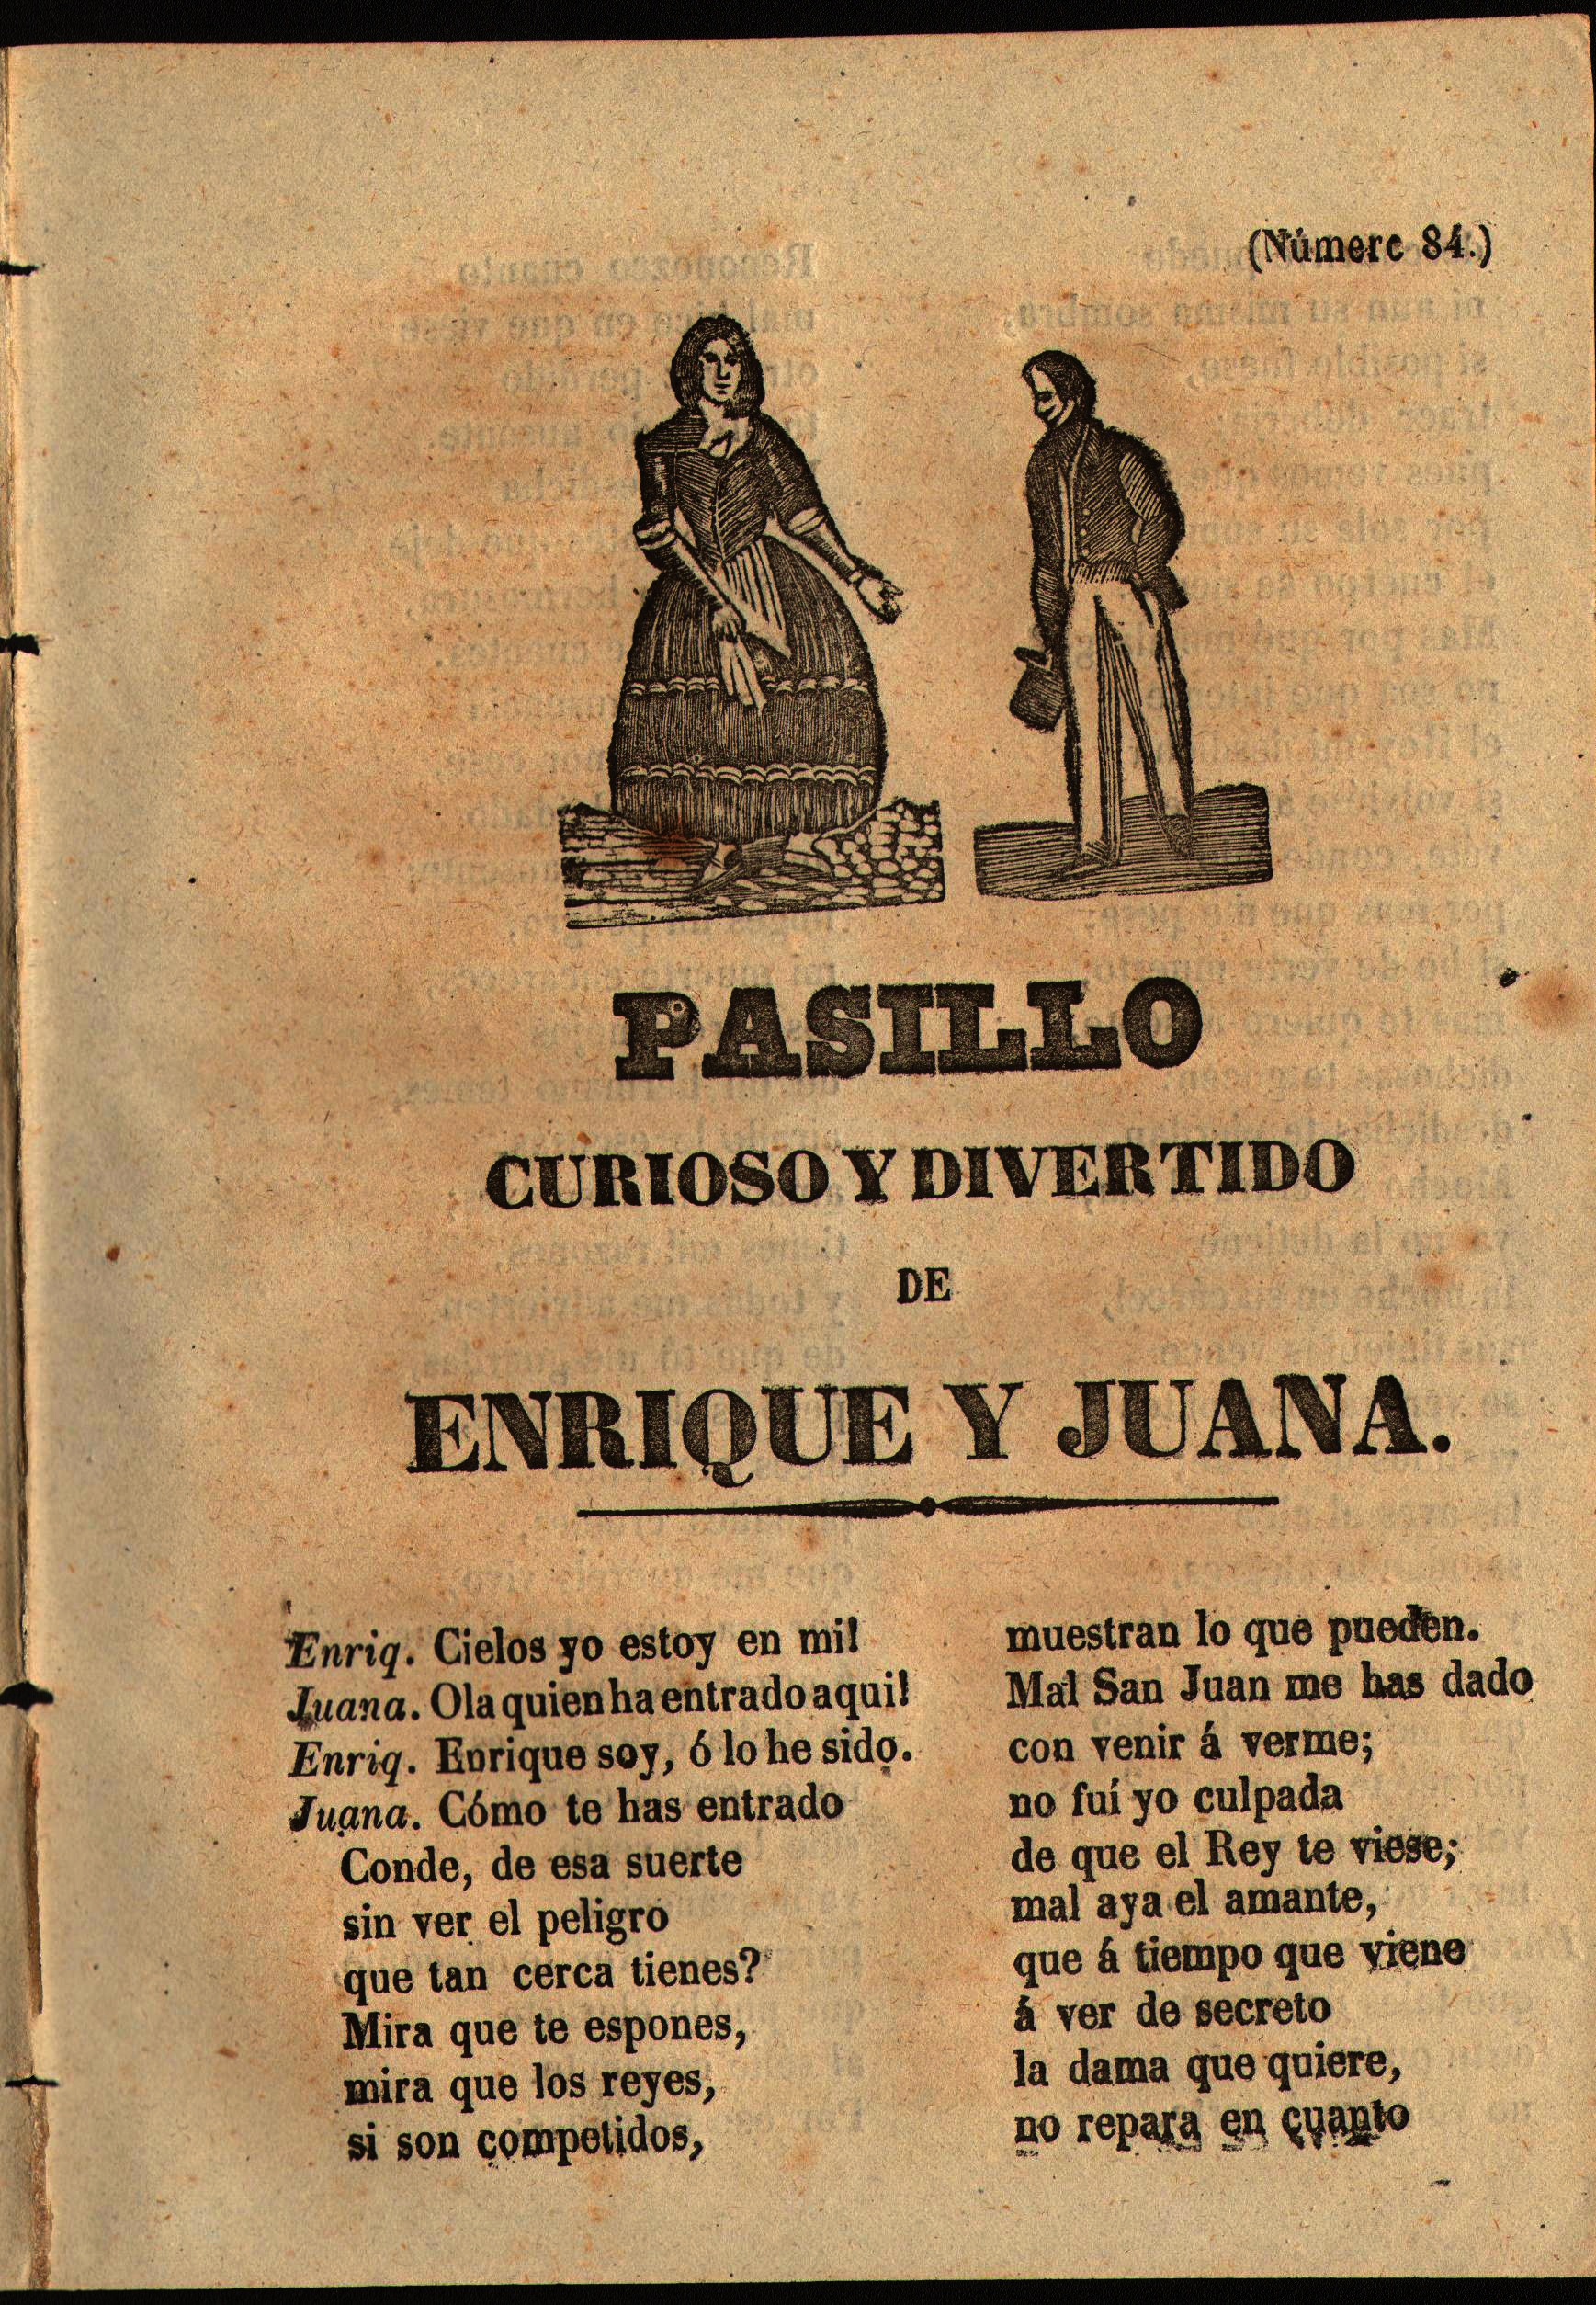 (Número 84.)
PASILLO
CURIOSO Y DIVERTIDO
DE
ENRIQUE Y JUANA.
Enriq. Cielos yo estoy en mi!
Juana. Ola quien ha entrado aqui!
Enriq. Enrique soy, ó lo he sido.
Juana. Cómo te has entrado
Conde, de esa suerte
sin ver el peligro
que tan cerca tienes?
Mira que te espones,
mira que los reyes,
si son competidos,
muestran lo que pueden.
Mal San Juan me has dado
con venir á verme;
no fuí yo culpada
de que el Rey te viese;
mal aya el amante,
que á tiempo que viene
á ver de secreto
la dama que quiere,
no repara en cuanto